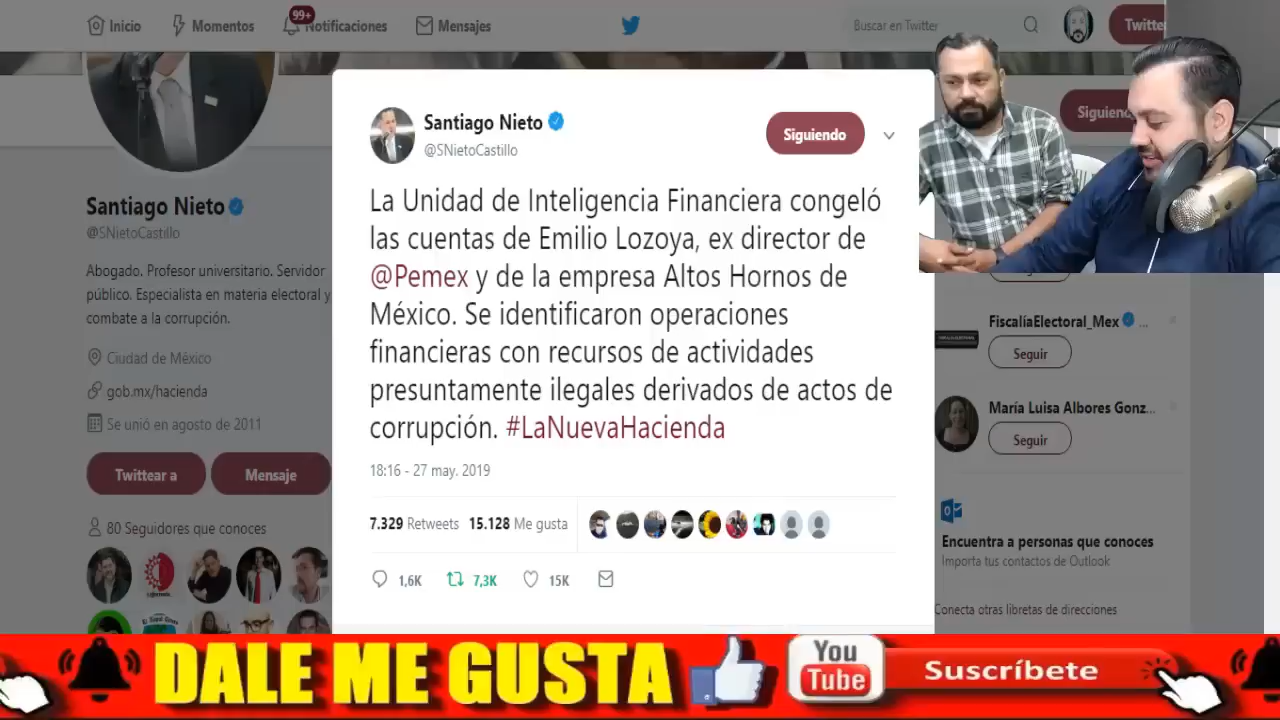 Inicio
Momentos
99+
Notificaciones
Mensajes
Buscar en Twitter
Twitte
Santiago Nieto
@SNietoCastillo
Abogado. Profesor universitario. Servidor
público. Especialista en materia electoral y
combate a la corrupción.
Ciudad de México
gob.mx/hacienda
Se unió en agosto de 2011
Twittear a
Mensaje
80 Seguidores que conoces
Santiago Nieto
@SNietoCastillo
Siguiendo
La Unidad de Inteligencia Financiera congeló
las cuentas de Emilio Lozoya, ex director de
@Pemex y de la empresa Altos Hornos de
México. Se identificaron operaciones
financieras con recursos de actividades
presuntamente ilegales derivados de actos de
corrupción. #LaNuevaHacienda
18:16 - 27 may. 2019
7.329 Retweets 15.128 Me gusta
1,6K
7,3K
15K
Siguieno
FiscalíaElectoral_Mex ...
Seguir
María Luisa Albores Gonz...
Seguir
Encuentra a personas que conoces
Importa tus contactos de Outlook
Conecta otras libretas de direcciones
DALE ME GUSTA
You
Tube
Suscríbete